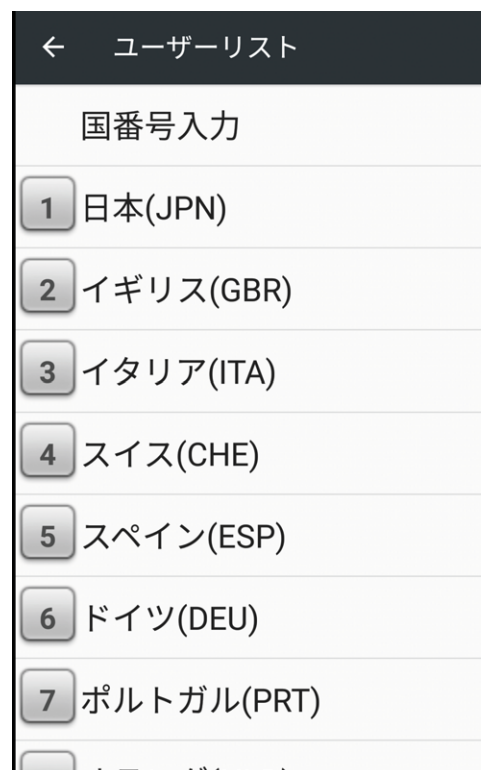 ← ユーザーリスト
国番号入力
1 日本(JPN)
2 イギリス(GBR)
3 イタリア(ITA)
4 スイス(CHE)
5 スペイン(ESP)
6 ドイツ(DEU)
7 ポルトガル(PRT)